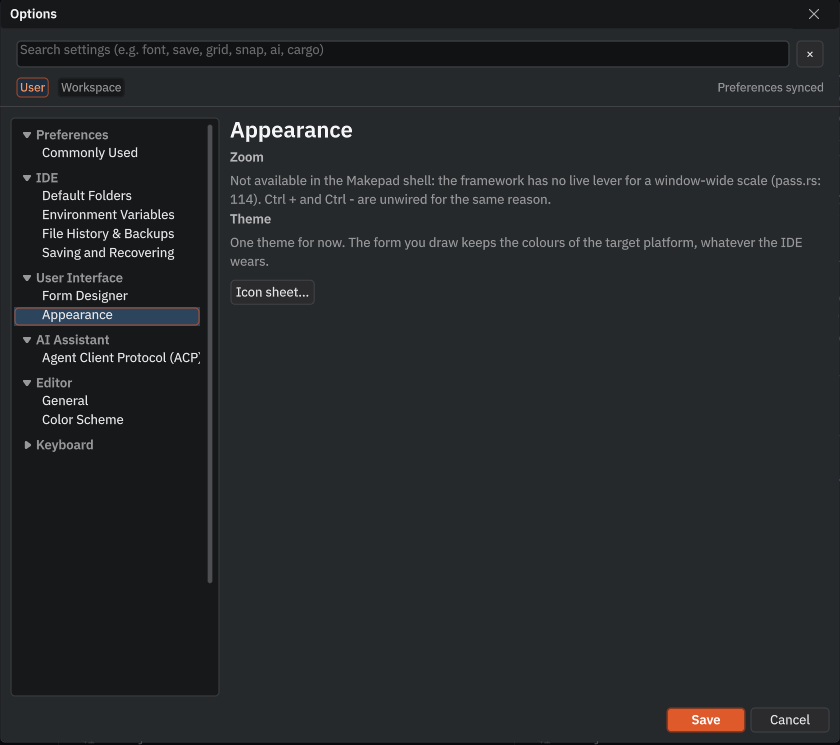 Options
Search settings (e.g. font, save, grid, snap, ai, cargo)
×
User
Workspace
Preferences synced
Preferences
Commonly Used
IDE
Default Folders
Environment Variables
File History & Backups
Saving and Recovering
User Interface
Form Designer
Appearance
AI Assistant
Agent Client Protocol (ACP)
Editor
General
Color Scheme
Keyboard
Appearance
Zoom
Not available in the Makepad shell: the framework has no live lever for a window-wide scale (pass.rs:
114). Ctrl + and Ctrl - are unwired for the same reason.
Theme
One theme for now. The form you draw keeps the colours of the target platform, whatever the IDE
wears.
Icon sheet...
Save
Cancel